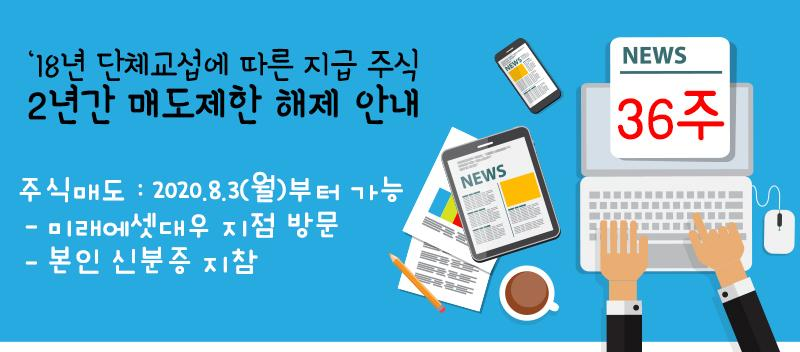 '18년 단체교섭에 따른 지급 주식
2년간 매도제한 해제 안내
주식매도 : 2020.8.3(월)부터 가능
- 미래에셋대우 지점 방문
- 본인 신분증 지참
NEWS
36주
NEWS
NEWS